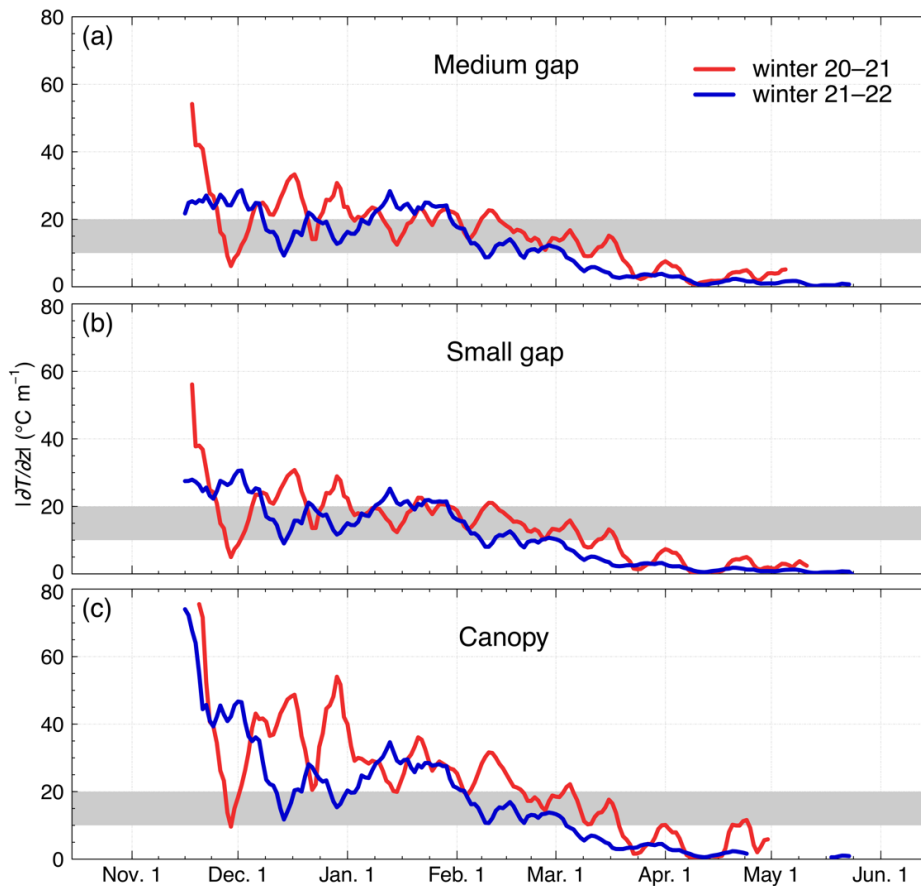 80
(a)
Medium gap
winter 20–21
winter 21–22
60
40
20
0
80
(b)
Small gap
60
40
20
0
|∂T/∂z| (°C m⁻¹)
80
(c)
Canopy
60
40
20
0
Nov. 1 Dec. 1 Jan. 1 Feb. 1 Mar. 1 Apr. 1 May 1 Jun. 1